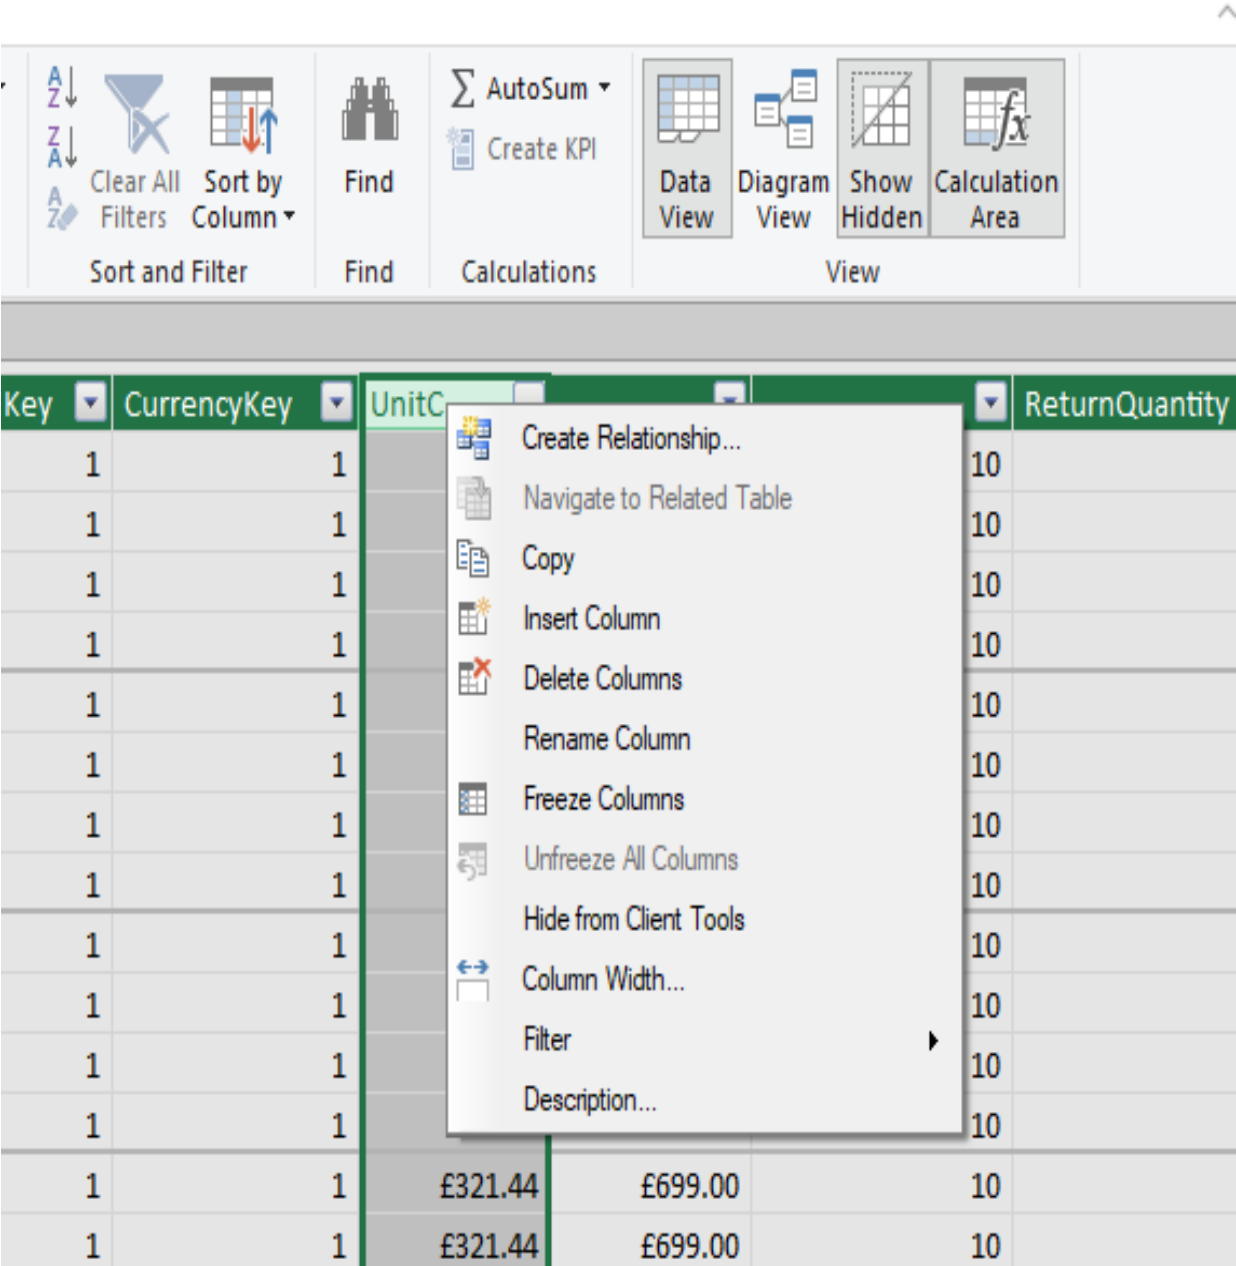 AutoSum
Create KPI
Clear All
Filters
Sort by
Column
Find
Data
View
Diagram
View
Show
Hidden
Calculation
Area
Sort and Filter
Find
Calculations
View
Key CurrencyKey UnitC ReturnQuantity
Create Relationship...
Navigate to Related Table
Copy
Insert Column
Delete Columns
Rename Column
Freeze Columns
Unfreeze All Columns
Hide from Client Tools
Column Width...
Filter
Description...
1 1 10
1 1 10
1 1 10
1 1 10
1 1 10
1 1 10
1 1 10
1 1 10
1 1 10
1 1 10
1 1 10
1 1 10
1 1 £321.44 £699.00 10
1 1 £321.44 £699.00 10